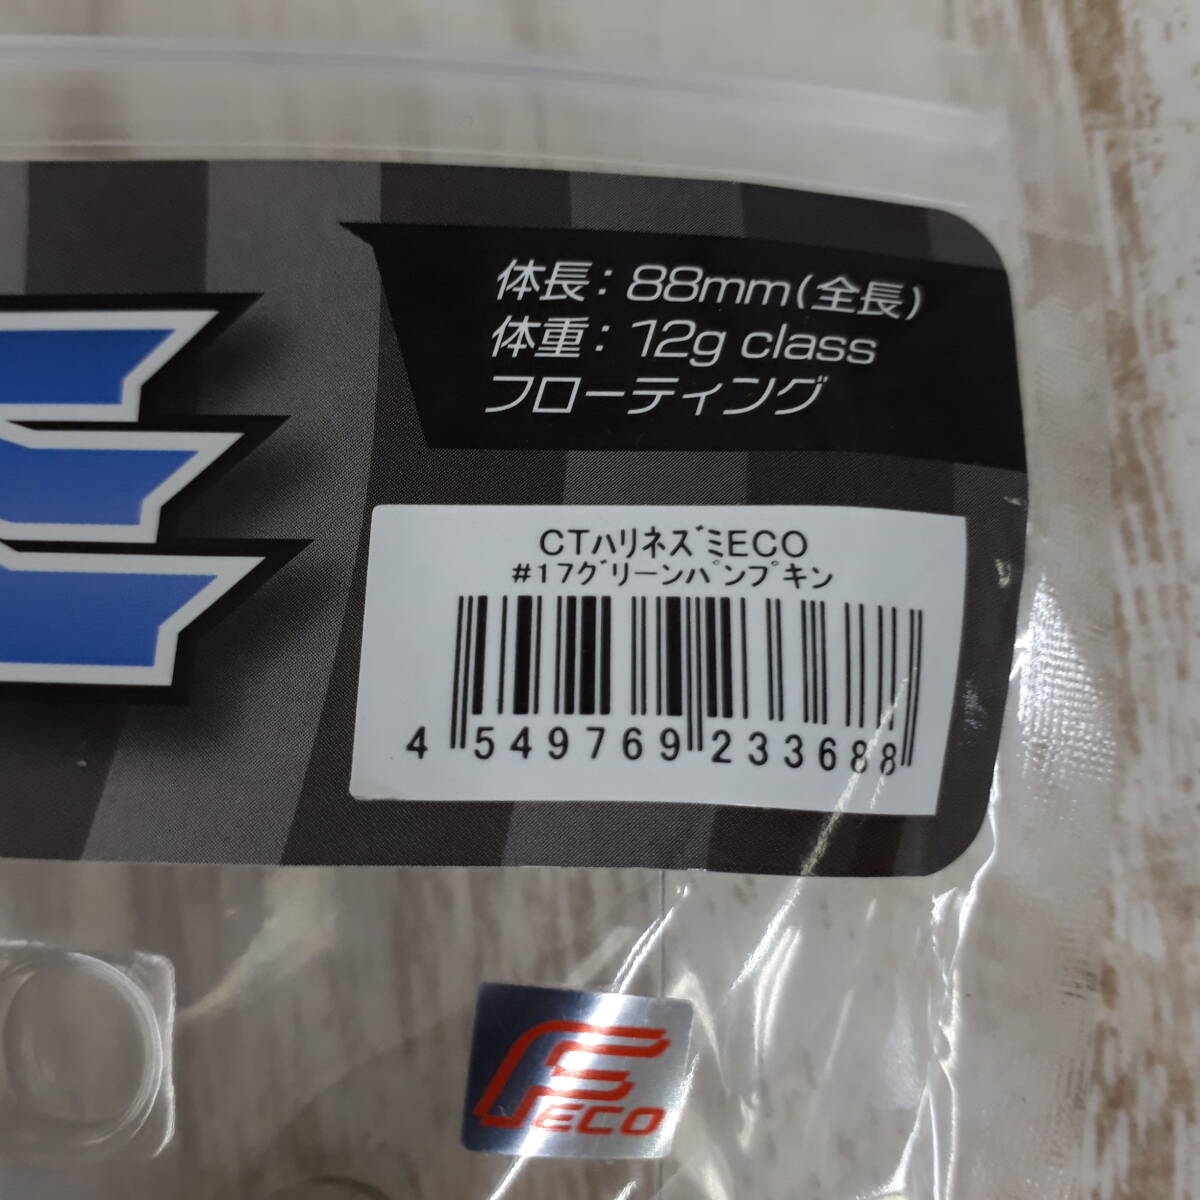 体長：88mm(全長)
体重：12g class
フローティング
CTﾊﾘﾈｽﾞﾐECO
#17ｸﾞﾘｰﾝﾊﾟﾝﾌﾟｷﾝ
4 549769 233688
FS
ECO